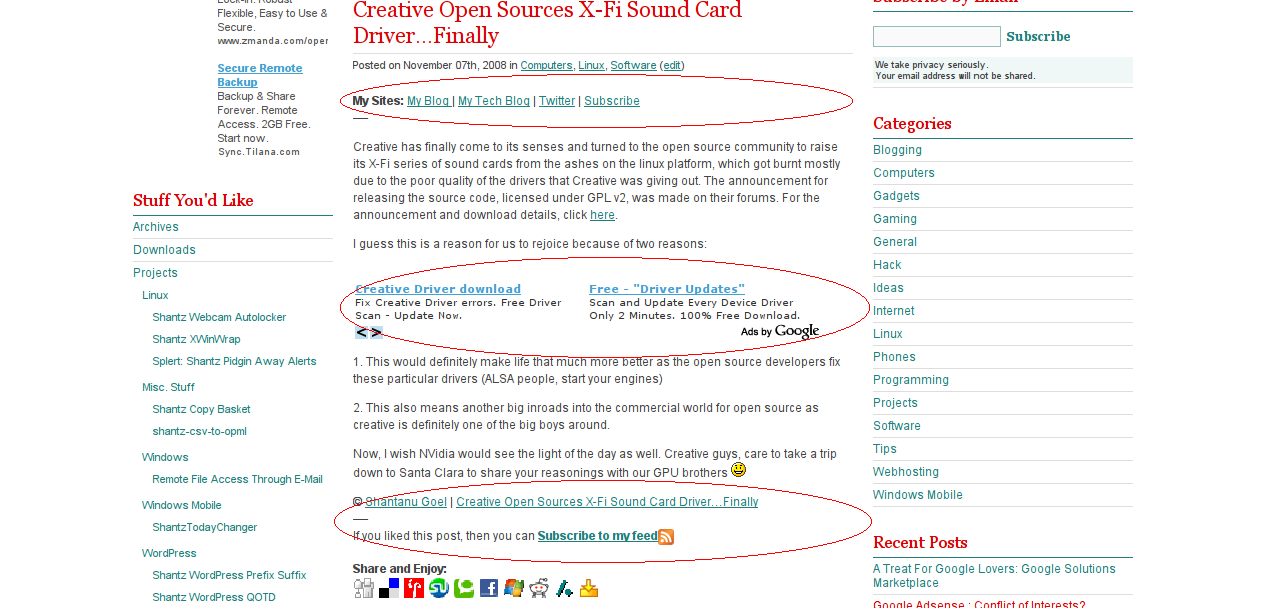 Lock-in. Robust
Flexible, Easy to Use &
Secure.
www.zmanda.com/oper
Secure Remote
Backup
Backup & Share
Forever. Remote
Access. 2GB Free.
Start now.
Sync.Tilana.com
Stuff You'd Like
Archives
Downloads
Projects
Linux
Shantz Webcam Autolocker
Shantz XWinWrap
Splert: Shantz Pidgin Away Alerts
Misc. Stuff
Shantz Copy Basket
shantz-csv-to-opml
Windows
Remote File Access Through E-Mail
Windows Mobile
ShantzTodayChanger
WordPress
Shantz WordPress Prefix Suffix
Shantz WordPress QOTD
Creative Open Sources X-Fi Sound Card
Driver...Finally
Posted on November 07th, 2008 in Computers, Linux, Software (edit)
My Sites: My Blog | My Tech Blog | Twitter | Subscribe
Creative has finally come to its senses and turned to the open source community to raise
its X-Fi series of sound cards from the ashes on the linux platform, which got burnt mostly
due to the poor quality of the drivers that Creative was giving out. The announcement for
releasing the source code, licensed under GPL v2, was made on their forums. For the
announcement and download details, click here.
I guess this is a reason for us to rejoice because of two reasons:
Creative Driver download
Fix Creative Driver errors. Free Driver
Scan - Update Now.
Free - "Driver Updates"
Scan and Update Every Device Driver
Only 2 Minutes. 100% Free Download.
< >
Ads by Google
1. This would definitely make life that much more better as the open source developers fix
these particular drivers (ALSA people, start your engines)
2. This also means another big inroads into the commercial world for open source as
creative is definitely one of the big boys around.
Now, I wish NVidia would see the light of the day as well. Creative guys, care to take a trip
down to Santa Clara to share your reasonings with our GPU brothers
© Shantanu Goel | Creative Open Sources X-Fi Sound Card Driver...Finally
If you liked this post, then you can Subscribe to my feed
Share and Enjoy:
Subscribe by Email
Subscribe
We take privacy seriously.
Your email address will not be shared.
Categories
Blogging
Computers
Gadgets
Gaming
General
Hack
Ideas
Internet
Linux
Phones
Programming
Projects
Software
Tips
Webhosting
Windows Mobile
Recent Posts
A Treat For Google Lovers: Google Solutions
Marketplace
Google Adsense : Conflict of Interests?